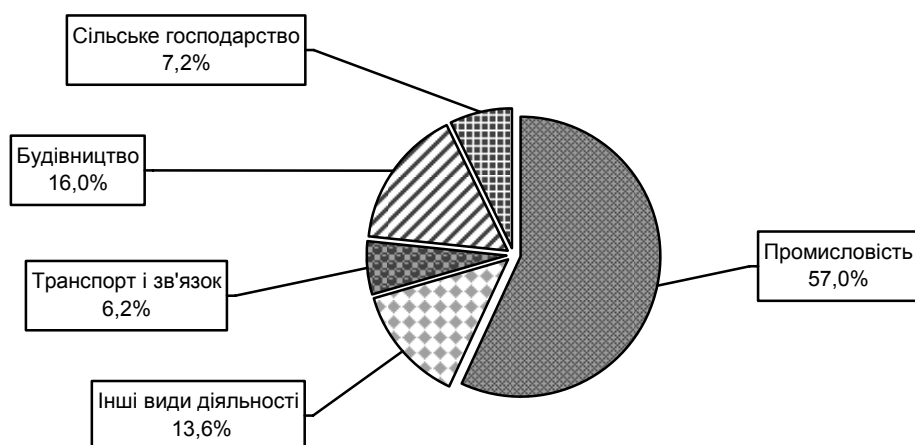 Сільське господарство
7,2%
Будівництво
16,0%
Транспорт і зв'язок
6,2%
Інші види діяльності
13,6%
Промисловість
57,0%